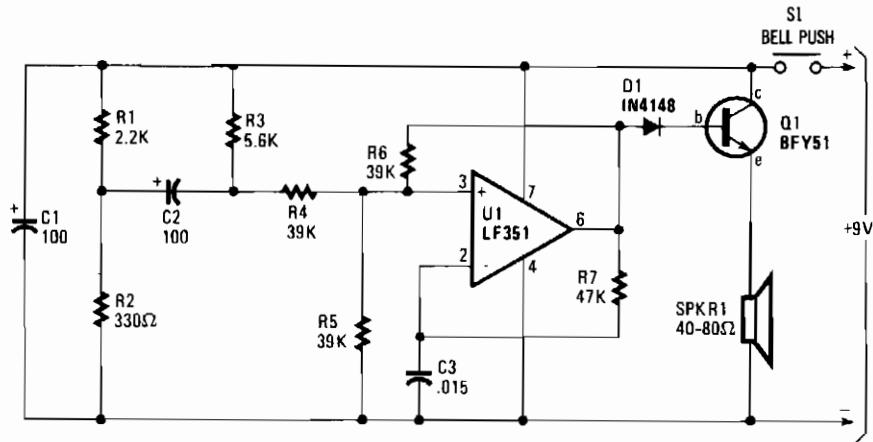 S1
BELL PUSH
+
D1
1N4148
c
b
Q1
BFY51
e
R1
2.2K
R3
5.6K
R6
39K
+
C2
100
R4
39K
3
+
7
U1
LF351
6
2
-
4
+
C1
100
R7
47K
+9V
R2
330Ω
R5
39K
SPKR1
40-80Ω
C3
.015
−